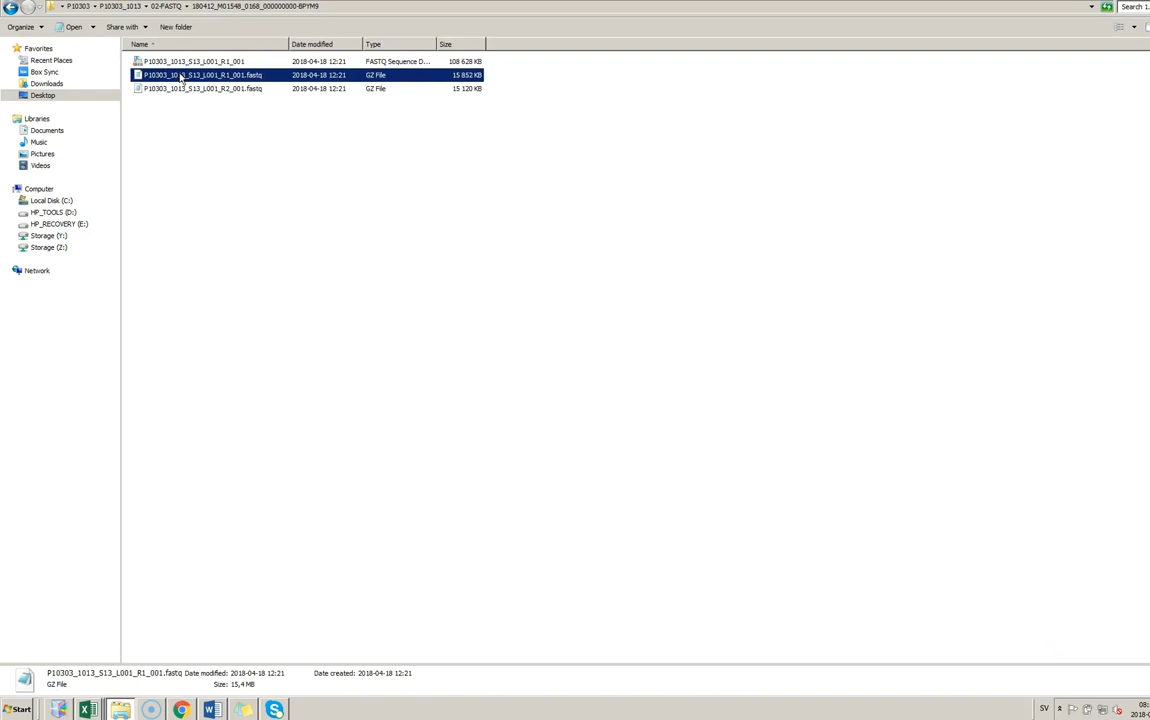 P10303 P10303_1013 02-FASTQ 180412_M01548_0168_000000000-BPYM9 Search 1
Organize Open Share with New folder
Name Date modified Type Size
Favorites
Recent Places
Box Sync
Downloads
Desktop
Libraries
Documents
Music
Pictures
Videos
Computer
Local Disk (C:)
HP_TOOLS (D:)
HP_RECOVERY (E:)
Storage (Y:)
Storage (Z:)
Network
P10303_1013_S13_L001_R1_001 2018-04-18 12:21 FASTQ Sequence D... 108 628 KB
P10303_1013_S13_L001_R1_001.fastq 2018-04-18 12:21 GZ File 15 852 KB
P10303_1013_S13_L001_R2_001.fastq 2018-04-18 12:21 GZ File 15 120 KB
P10303_1013_S13_L001_R1_001.fastq Date modified: 2018-04-18 12:21 Date created: 2018-04-18 12:21
GZ File Size: 15,4 MB
Start SV 08:
2018-0